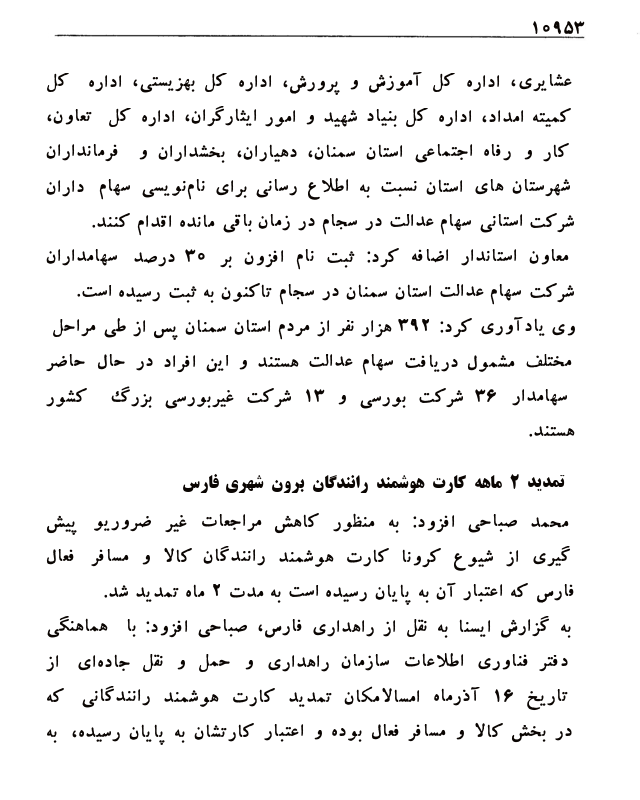 ۱۰۹۵۳
عشایری، اداره کل آموزش و پرورش، اداره کل بهزیستی، اداره کل
کمیته امداد، اداره کل بنیاد شهید و امور ایثارگران، اداره کل تعاون،
کار و رفاه اجتماعی استان سمنان، دهیاران، بخشداران و فرمانداران
شهرستان های استان نسبت به اطلاع رسانی برای نام‌نویسی سهام داران
شرکت استانی سهام عدالت در سجام در زمان باقی مانده اقدام کنند.
معاون استاندار اضافه کرد: ثبت نام افزون بر ۳۰ درصد سهامداران
شرکت سهام عدالت استان سمنان در سجام تاکنون به ثبت رسیده است.
وی یادآوری کرد: ۳۹۲ هزار نفر از مردم استان سمنان پس از طی مراحل
مختلف مشمول دریافت سهام عدالت هستند و این افراد در حال حاضر
سهامدار ۳۶ شرکت بورسی و ۱۳ شرکت غیربورسی بزرگ کشور
هستند.
تمدید ۲ ماهه کارت هوشمند رانندگان برون شهری فارس
محمد صباحی افزود: به منظور کاهش مراجعات غیر ضروریو پیش
گیری از شیوع کرونا کارت هوشمند رانندگان کالا و مسافر فعال
فارس که اعتبار آن به پایان رسیده است به مدت ۲ ماه تمدید شد.
به گزارش ایسنا به نقل از راهداری فارس، صباحی افزود: با هماهنگی
دفتر فناوری اطلاعات سازمان راهداری و حمل و نقل جاده‌ای از
تاریخ ۱۶ آذرماه امسالامکان تمدید کارت هوشمند رانندگانی که
در بخش کالا و مسافر فعال بوده و اعتبار کارتشان به پایان رسیده، به